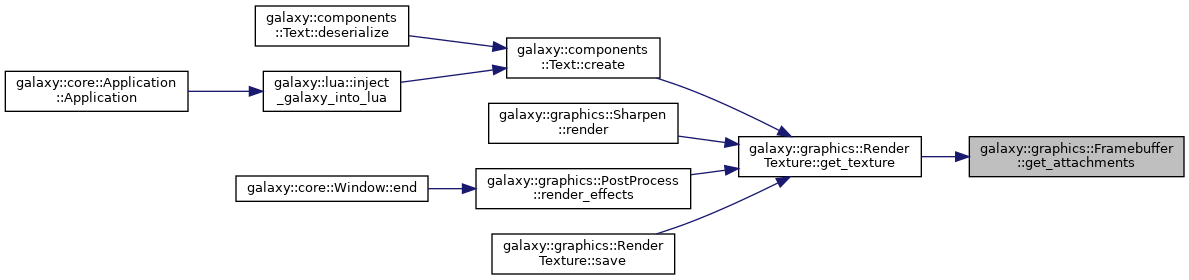 galaxy::components
::Text::deserialize
galaxy::components
::Text::create
galaxy::core::Application
::Application
galaxy::lua::inject
_galaxy_into_lua
galaxy::graphics::Sharpen
::render
galaxy::graphics::Render
Texture::get_texture
galaxy::graphics::Framebuffer
::get_attachments
galaxy::core::Window::end
galaxy::graphics::PostProcess
::render_effects
galaxy::graphics::Render
Texture::save